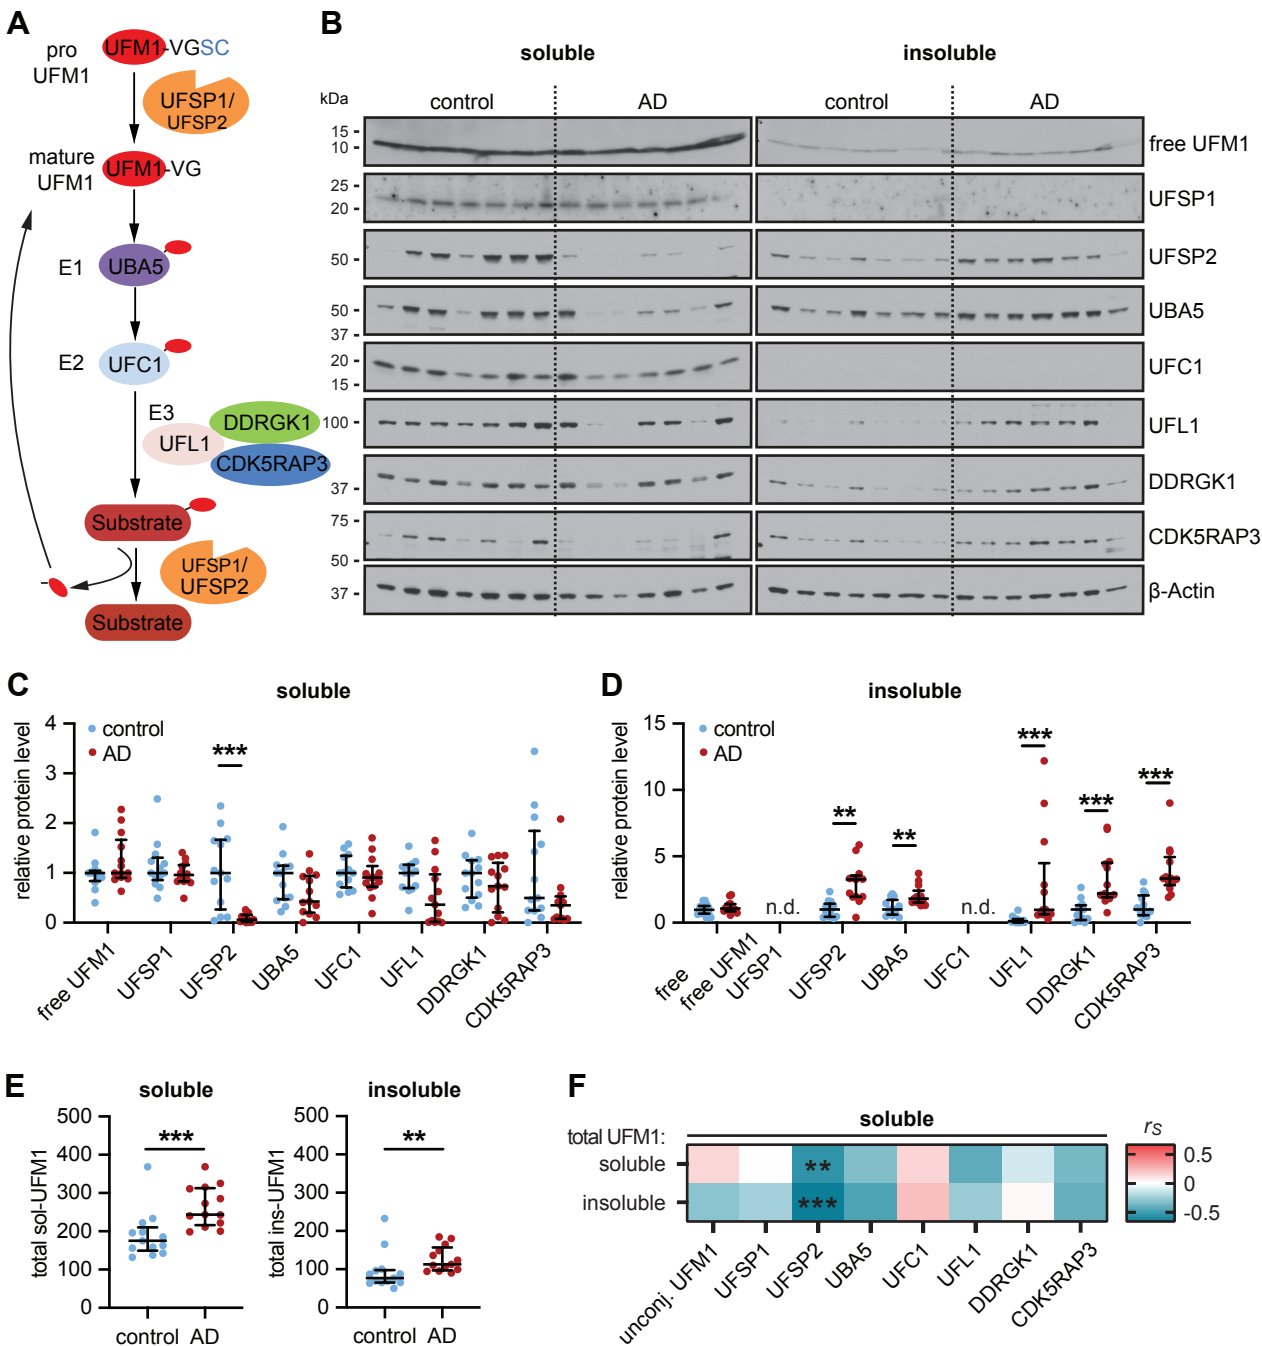 A
pro
UFM1
UFM1-VGSC
UFSP1/
UFSP2
mature
UFM1
UFM1-VG
E1
UBA5
E2
UFC1
E3
UFL1
DDRGK1
CDK5RAP3
Substrate
UFSP1/
UFSP2
Substrate
B
soluble
insoluble
kDa
control
AD
control
AD
15
10
free UFM1
25
20
UFSP1
50
UFSP2
50
37
UBA5
20
15
UFC1
100
UFL1
37
DDRGK1
75
50
CDK5RAP3
37
β-Actin
C
soluble
relative protein level
4
3
2
1
0
control
AD
***
free UFM1
UFSP1
UFSP2
UBA5
UFC1
UFL1
DDRGK1
CDK5RAP3
D
insoluble
relative protein level
15
10
5
0
control
AD
n.d.
**
**
n.d.
***
***
***
free
free UFM1
UFSP1
UFSP2
UBA5
UFC1
UFL1
DDRGK1
CDK5RAP3
E
soluble
total sol-UFM1
500
400
300
200
100
0
***
control AD
insoluble
total ins-UFM1
500
400
300
200
100
0
**
control AD
F
soluble
total UFM1:
soluble
insoluble
**
***
unconj. UFM1
UFSP1
UFSP2
UBA5
UFC1
UFL1
DDRGK1
CDK5RAP3
rS
0.5
0
-0.5